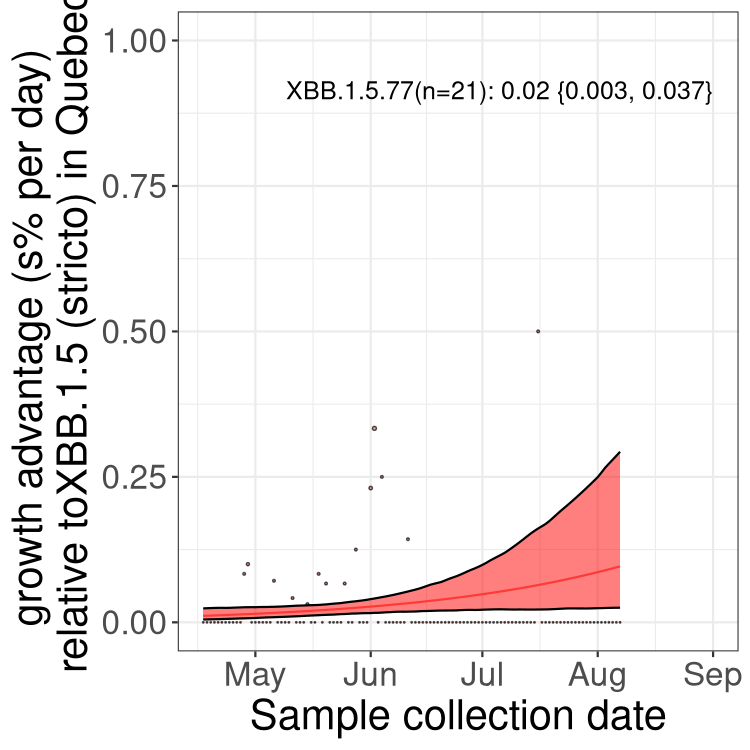 growth advantage (s% per day)
relative toXBB.1.5 (stricto) in Quebec
1.00
0.75
0.50
0.25
0.00
XBB.1.5.77(n=21): 0.02 {0.003, 0.037}
May Jun Jul Aug Sep
Sample collection date